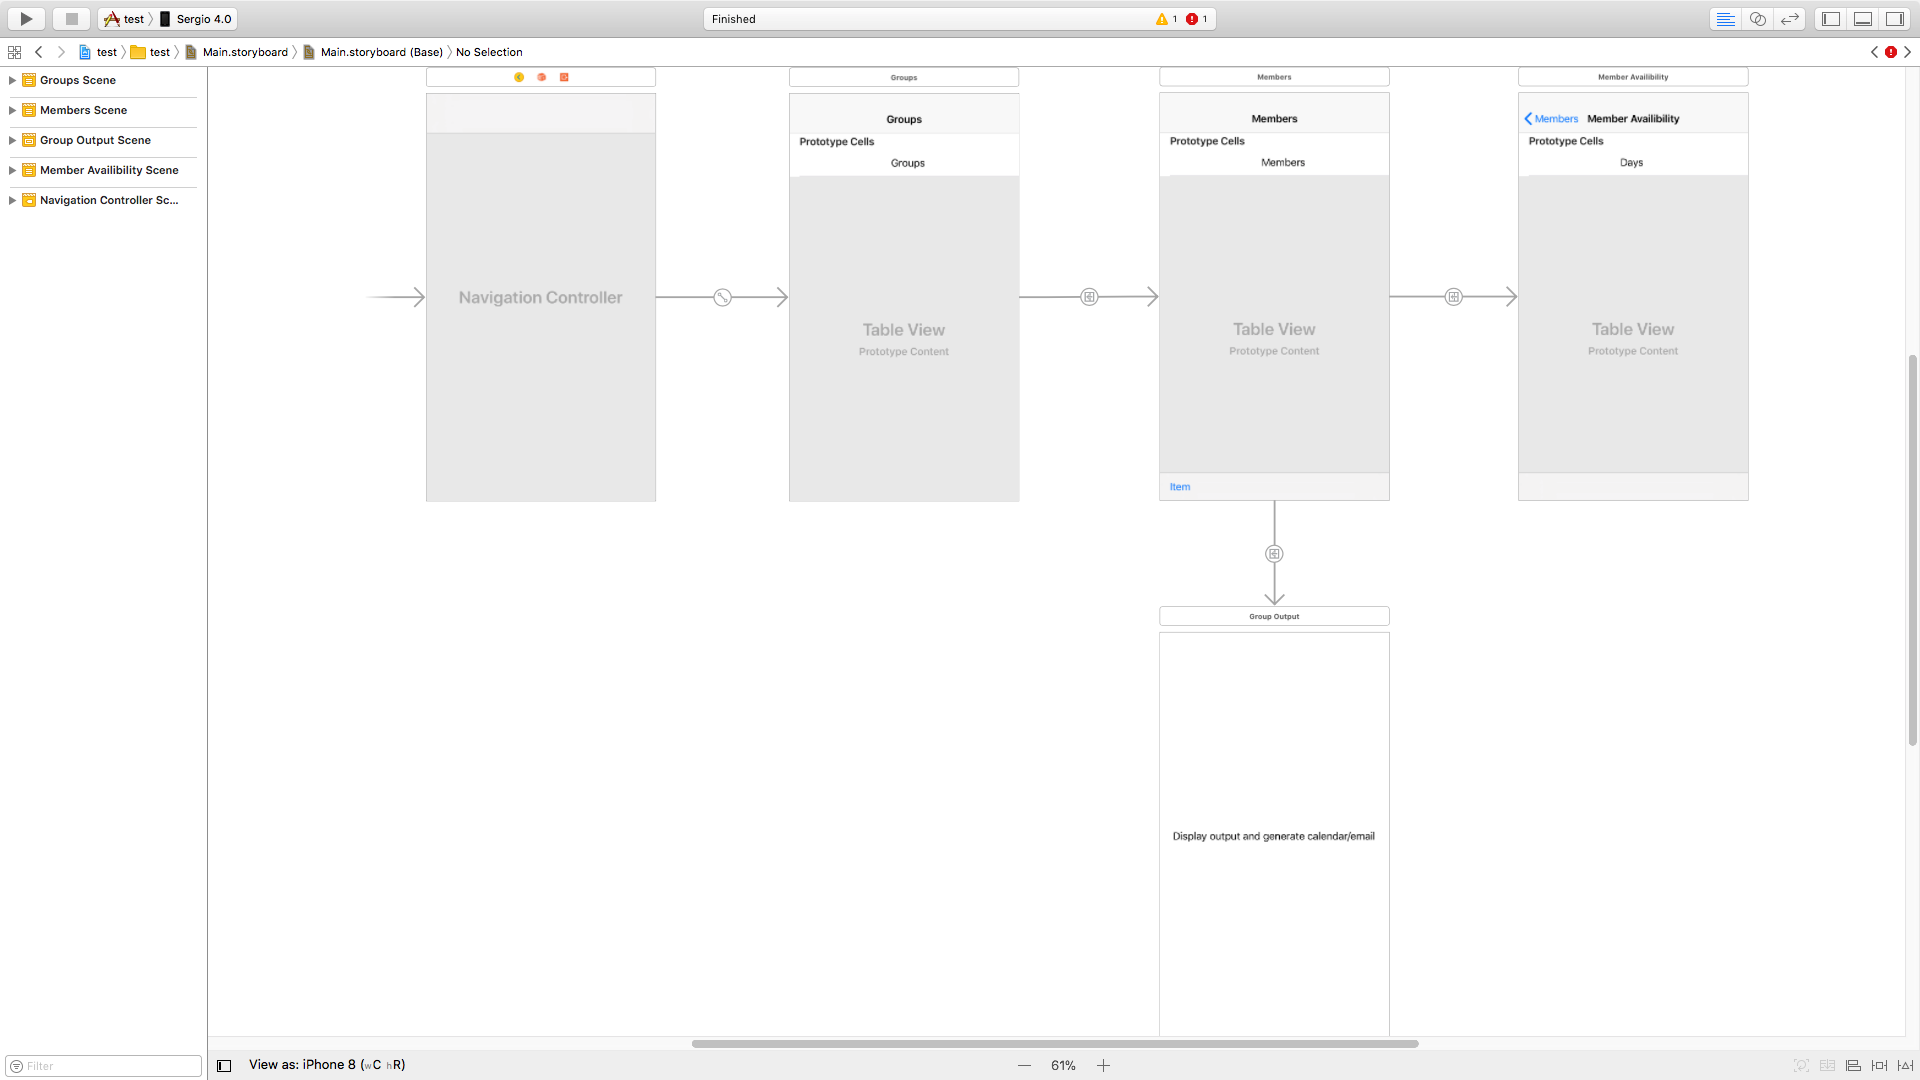 test Sergio 4.0
Finished
1 1
test test Main.storyboard Main.storyboard (Base) No Selection
Groups Scene
Members Scene
Group Output Scene
Member Availibility Scene
Navigation Controller Sc...
Navigation Controller
Groups
Groups
Prototype Cells
Groups
Table View
Prototype Content
Members
Members
Prototype Cells
Members
Table View
Prototype Content
Item
Member Availibility
Members Member Availibility
Prototype Cells
Days
Table View
Prototype Content
Group Output
Display output and generate calendar/email
Filter
View as: iPhone 8 (wC hR)
61%